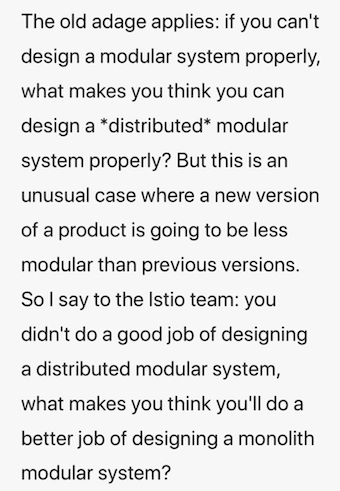 The old adage applies: if you can't
design a modular system properly,
what makes you think you can
design a *distributed* modular
system properly? But this is an
unusual case where a new version
of a product is going to be less
modular than previous versions.
So I say to the Istio team: you
didn't do a good job of designing
a distributed modular system,
what makes you think you'll do a
better job of designing a monolith
modular system?